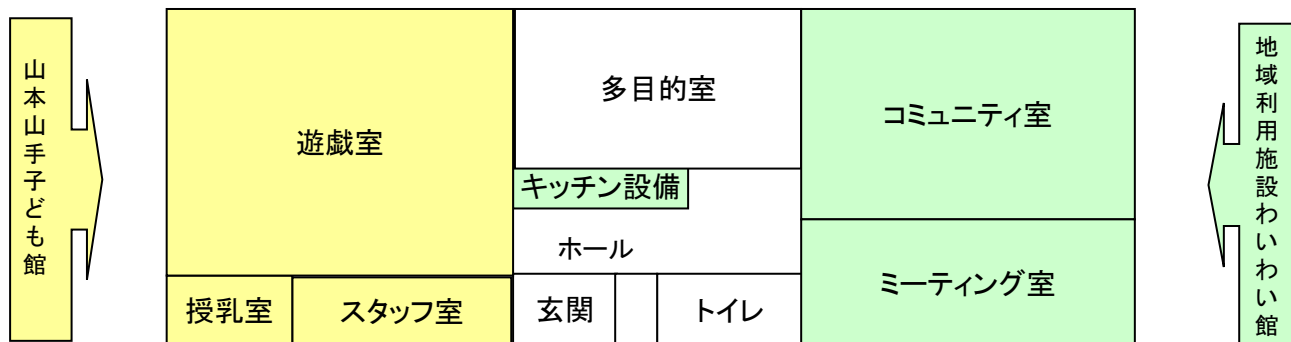 山本山手子ども館
遊戯室
多目的室
コミュニティ室
キッチン設備
ホール
ミーティング室
授乳室
スタッフ室
玄関
トイレ
地域利用施設わいわい館